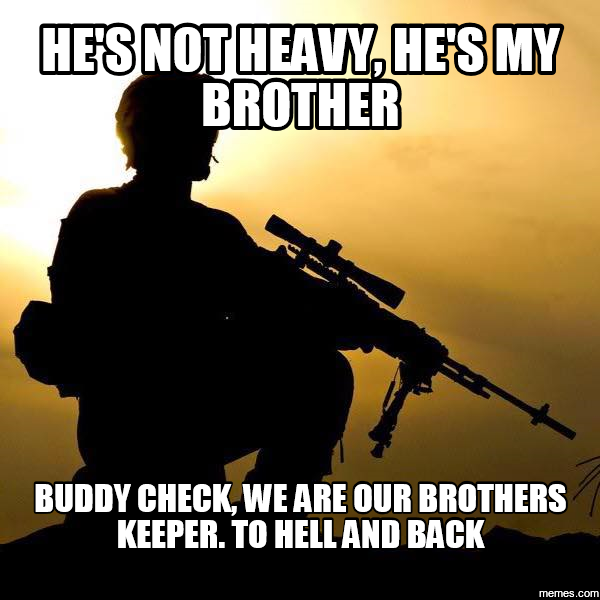 HE'S NOT HEAVY, HE'S MY
BROTHER
BUDDY CHECK, WE ARE OUR BROTHERS
KEEPER. TO HELL AND BACK
memes.com